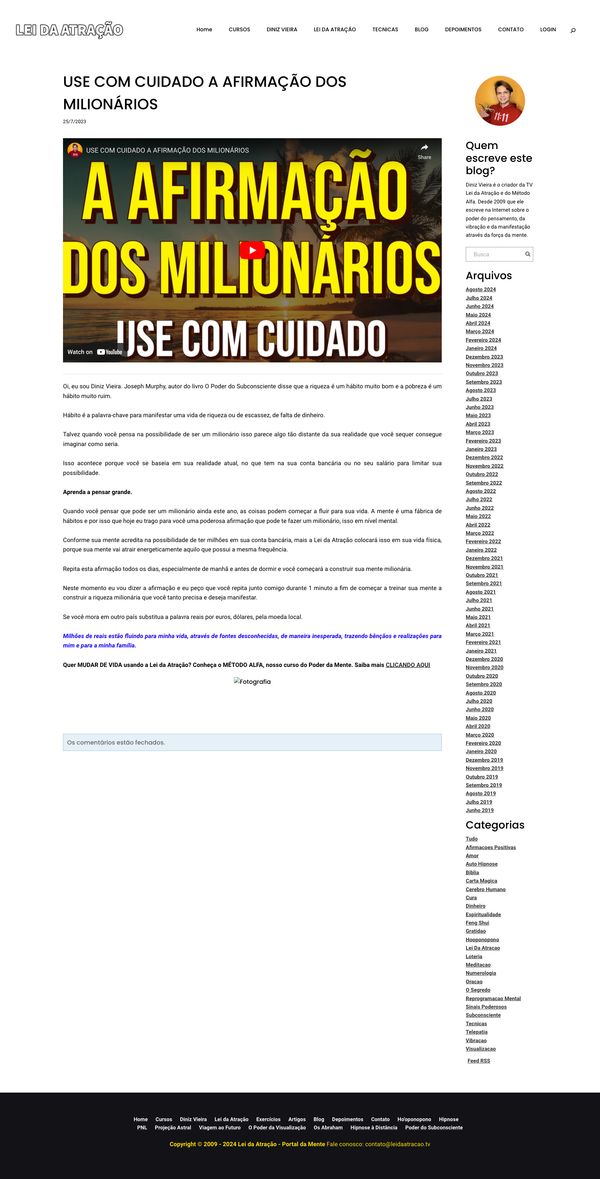 LEI DA ATRAÇÃO
Home CURSOS DINIZ VIEIRA LEI DA ATRAÇÃO TECNICAS BLOG DEPOIMENTOS CONTATO LOGIN
USE COM CUIDADO A AFIRMAÇÃO DOS
MILIONÁRIOS
25/7/2023
USE COM CUIDADO A AFIRMAÇÃO DOS MILIONÁRIOS
Share
A AFIRMAÇÃO
DOS MILIONÁRIOS
USE COM CUIDADO
Watch on YouTube
Oi, eu sou Diniz Vieira. Joseph Murphy, autor do livro O Poder do Subconsciente disse que a riqueza é um hábito muito bom e a pobreza é um
hábito muito ruim.
Hábito é a palavra-chave para manifestar uma vida de riqueza ou de escassez, de falta de dinheiro.
Talvez quando você pensa na possibilidade de ser um milionário isso parece algo tão distante da sua realidade que você sequer consegue
imaginar como seria.
Isso acontece porque você se baseia em sua realidade atual, no que tem na sua conta bancária ou no seu salário para limitar sua
possibilidade.
Aprenda a pensar grande.
Quando você pensar que pode ser um milionário ainda este ano, as coisas podem começar a fluir para sua vida. A mente é uma fábrica de
hábitos e por isso que hoje eu trago para você uma poderosa afirmação que pode te fazer um milionário, isso em nível mental.
Conforme sua mente acredita na possibilidade de ter milhões em sua conta bancária, mais a Lei da Atração colocará isso em sua vida física,
porque sua mente vai atrair energeticamente aquilo que possui a mesma frequência.
Repita esta afirmação todos os dias, especialmente de manhã e antes de dormir e você começará a construir sua mente milionária.
Neste momento eu vou dizer a afirmação e eu peço que você repita junto comigo durante 1 minuto a fim de começar a treinar sua mente a
construir a riqueza milionária que você tanto precisa e deseja manifestar.
Se você mora em outro país substitua a palavra reais por euros, dólares, pela moeda local.
Milhões de reais estão fluindo para minha vida, através de fontes desconhecidas, de maneira inesperada, trazendo bênçãos e realizações para
mim e para a minha família.
Quer MUDAR DE VIDA usando a Lei da Atração? Conheça o MÉTODO ALFA, nosso curso do Poder da Mente. Saiba mais CLICANDO AQUI
Fotografia
Os comentários estão fechados.
11:11
Quem
escreve este
blog?
Diniz Vieira é o criador da TV
Lei da Atração e do Método
Alfa. Desde 2009 que ele
escreve na Internet sobre o
poder do pensamento, da
vibração e da manifestação
através da força da mente.
Busca
Arquivos
Agosto 2024
Julho 2024
Junho 2024
Maio 2024
Abril 2024
Março 2024
Fevereiro 2024
Janeiro 2024
Dezembro 2023
Novembro 2023
Outubro 2023
Setembro 2023
Agosto 2023
Julho 2023
Junho 2023
Maio 2023
Abril 2023
Março 2023
Fevereiro 2023
Janeiro 2023
Dezembro 2022
Novembro 2022
Outubro 2022
Setembro 2022
Agosto 2022
Julho 2022
Junho 2022
Maio 2022
Abril 2022
Março 2022
Fevereiro 2022
Janeiro 2022
Dezembro 2021
Novembro 2021
Outubro 2021
Setembro 2021
Agosto 2021
Julho 2021
Junho 2021
Maio 2021
Abril 2021
Março 2021
Fevereiro 2021
Janeiro 2021
Dezembro 2020
Novembro 2020
Outubro 2020
Setembro 2020
Agosto 2020
Julho 2020
Junho 2020
Maio 2020
Abril 2020
Março 2020
Fevereiro 2020
Janeiro 2020
Dezembro 2019
Novembro 2019
Outubro 2019
Setembro 2019
Agosto 2019
Julho 2019
Junho 2019
Categorias
Tudo
Afirmacoes Positivas
Amor
Auto Hipnose
Biblia
Carta Magica
Cerebro Humano
Cura
Dinheiro
Espiritualidade
Feng Shui
Gratidao
Hooponopono
Lei Da Atracao
Loteria
Meditacao
Numerologia
Oracao
O Segredo
Reprogramacao Mental
Sinais Poderosos
Subconsciente
Tecnicas
Telepatia
Vibracao
Visualizacao
Feed RSS
Home Cursos Diniz Vieira Lei da Atração Exercícios Artigos Blog Depoimentos Contato Ho'oponopono Hipnose
PNL Projeção Astral Viagem ao Futuro O Poder da Visualização Os Abraham Hipnose à Distância Poder do Subconsciente
Copyright © 2009 - 2024 Lei da Atração - Portal da Mente Fale conosco: contato@leidaatracao.tv